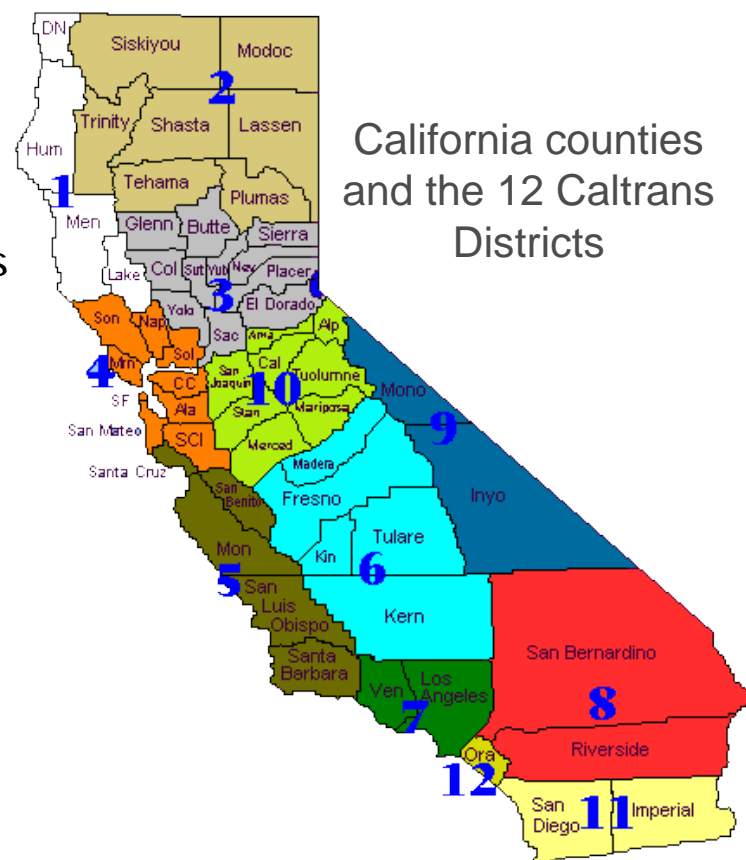 California counties
and the 12 Caltrans
Districts
s
DN
Siskiyou
Modoc
2
Hum
Trinity
Shasta
Lassen
1
Tehama
Plumas
Men
Glenn
Butte
Sierra
Lake
Col
Sut
Yub
Nev
Placer
3
Yolo
El Dorado
Sac
Son
Nap
Sol
Alp
Ama
Cal
Mrn
4
San
Joaquin
10
Tuolumne
Mono
CC
SF
Ala
Stan
Mariposa
9
San Mateo
SCl
Merced
Santa Cruz
Madera
San
Benito
Fresno
Inyo
Mon
Kin
Tulare
5
6
San
Luis
Obispo
Kern
Santa
Barbara
San Bernardino
Ven
Los
Angeles
7
8
Ora
Riverside
12
San
Diego
11
Imperial